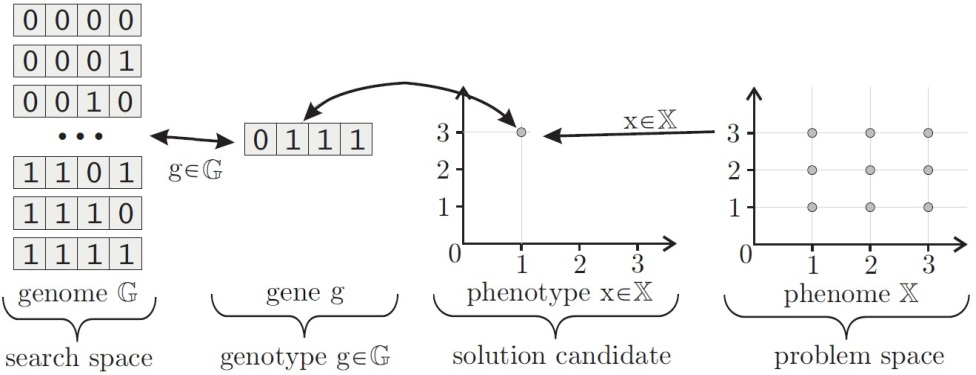 0 0 0 0
0 0 0 1
0 0 1 0
•••
1 1 0 1
1 1 1 0
1 1 1 1
genome 𝔾
search space
g∈𝔾
0 1 1 1
gene g
genotype g∈𝔾
3
2
1
0
1 2 3
phenotype x∈𝕏
solution candidate
x∈𝕏
3
2
1
0
1 2 3
phenome 𝕏
problem space